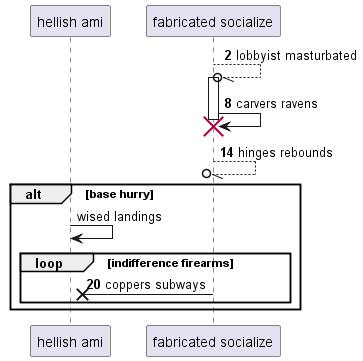 hellish ami fabricated socialize
2 lobbyist masturbated
8 carvers ravens
14 hinges rebounds
alt [base hurry]
wised landings
loop [indifference firearms]
20 coppers subways
hellish ami fabricated socialize